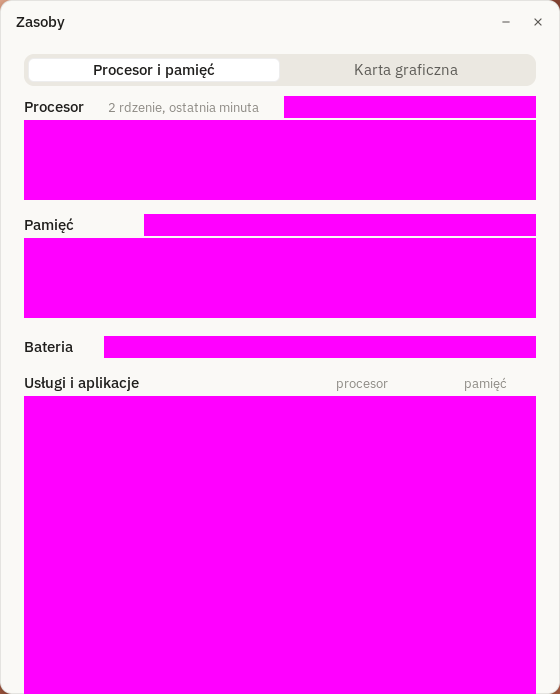 Zasoby
Procesor i pamięć Karta graficzna
Procesor 2 rdzenie, ostatnia minuta
Pamięć
Bateria
Usługi i aplikacje procesor pamięć